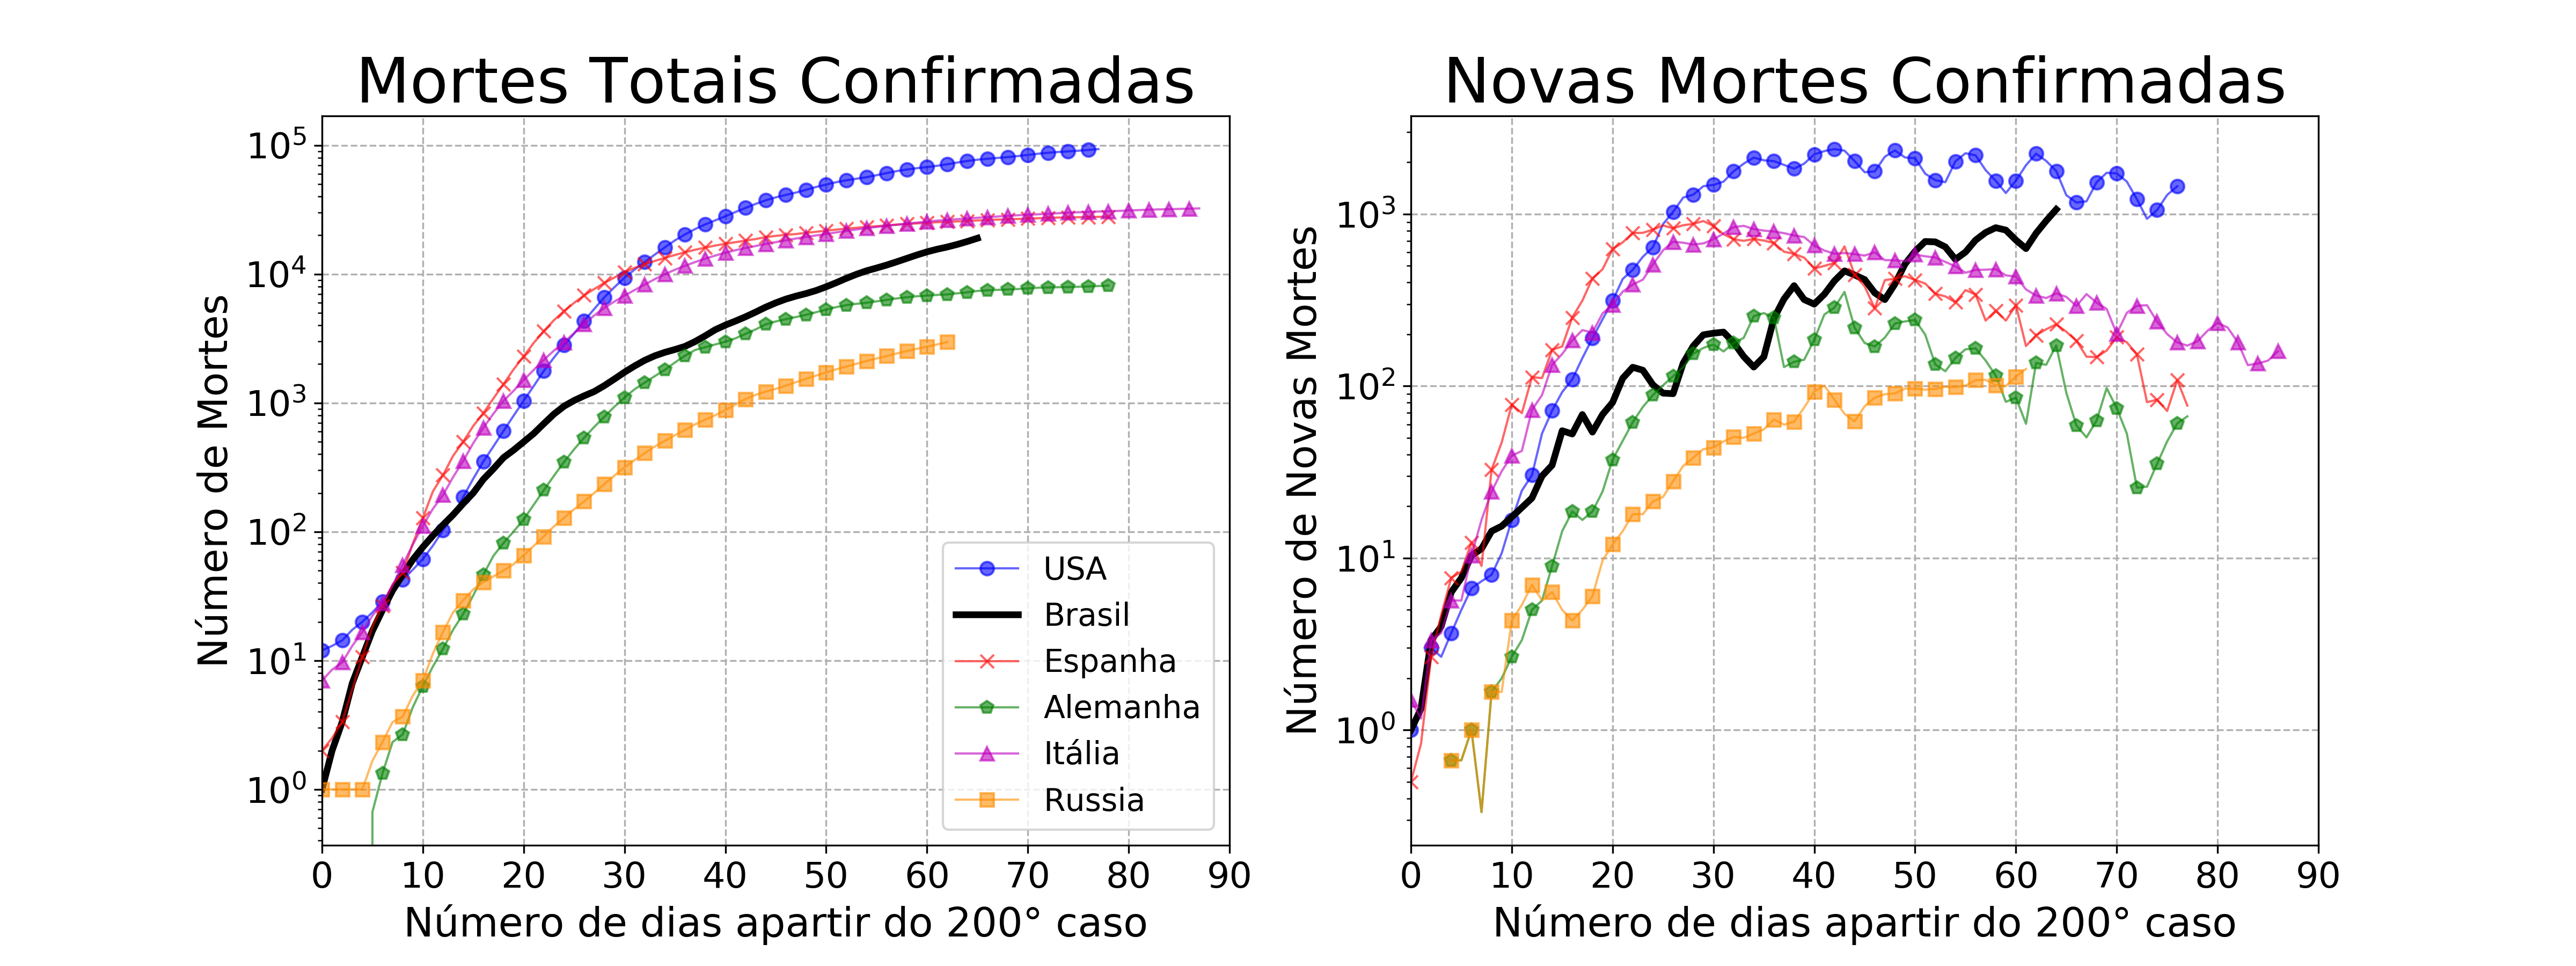 Mortes Totais Confirmadas
Número de Mortes
10^5
10^4
10^3
10^2
10^1
10^0
0 10 20 30 40 50 60 70 80 90
Número de dias apartir do 200° caso
USA
Brasil
Espanha
Alemanha
Itália
Russia
Novas Mortes Confirmadas
Número de Novas Mortes
10^3
10^2
10^1
10^0
0 10 20 30 40 50 60 70 80 90
Número de dias apartir do 200° caso